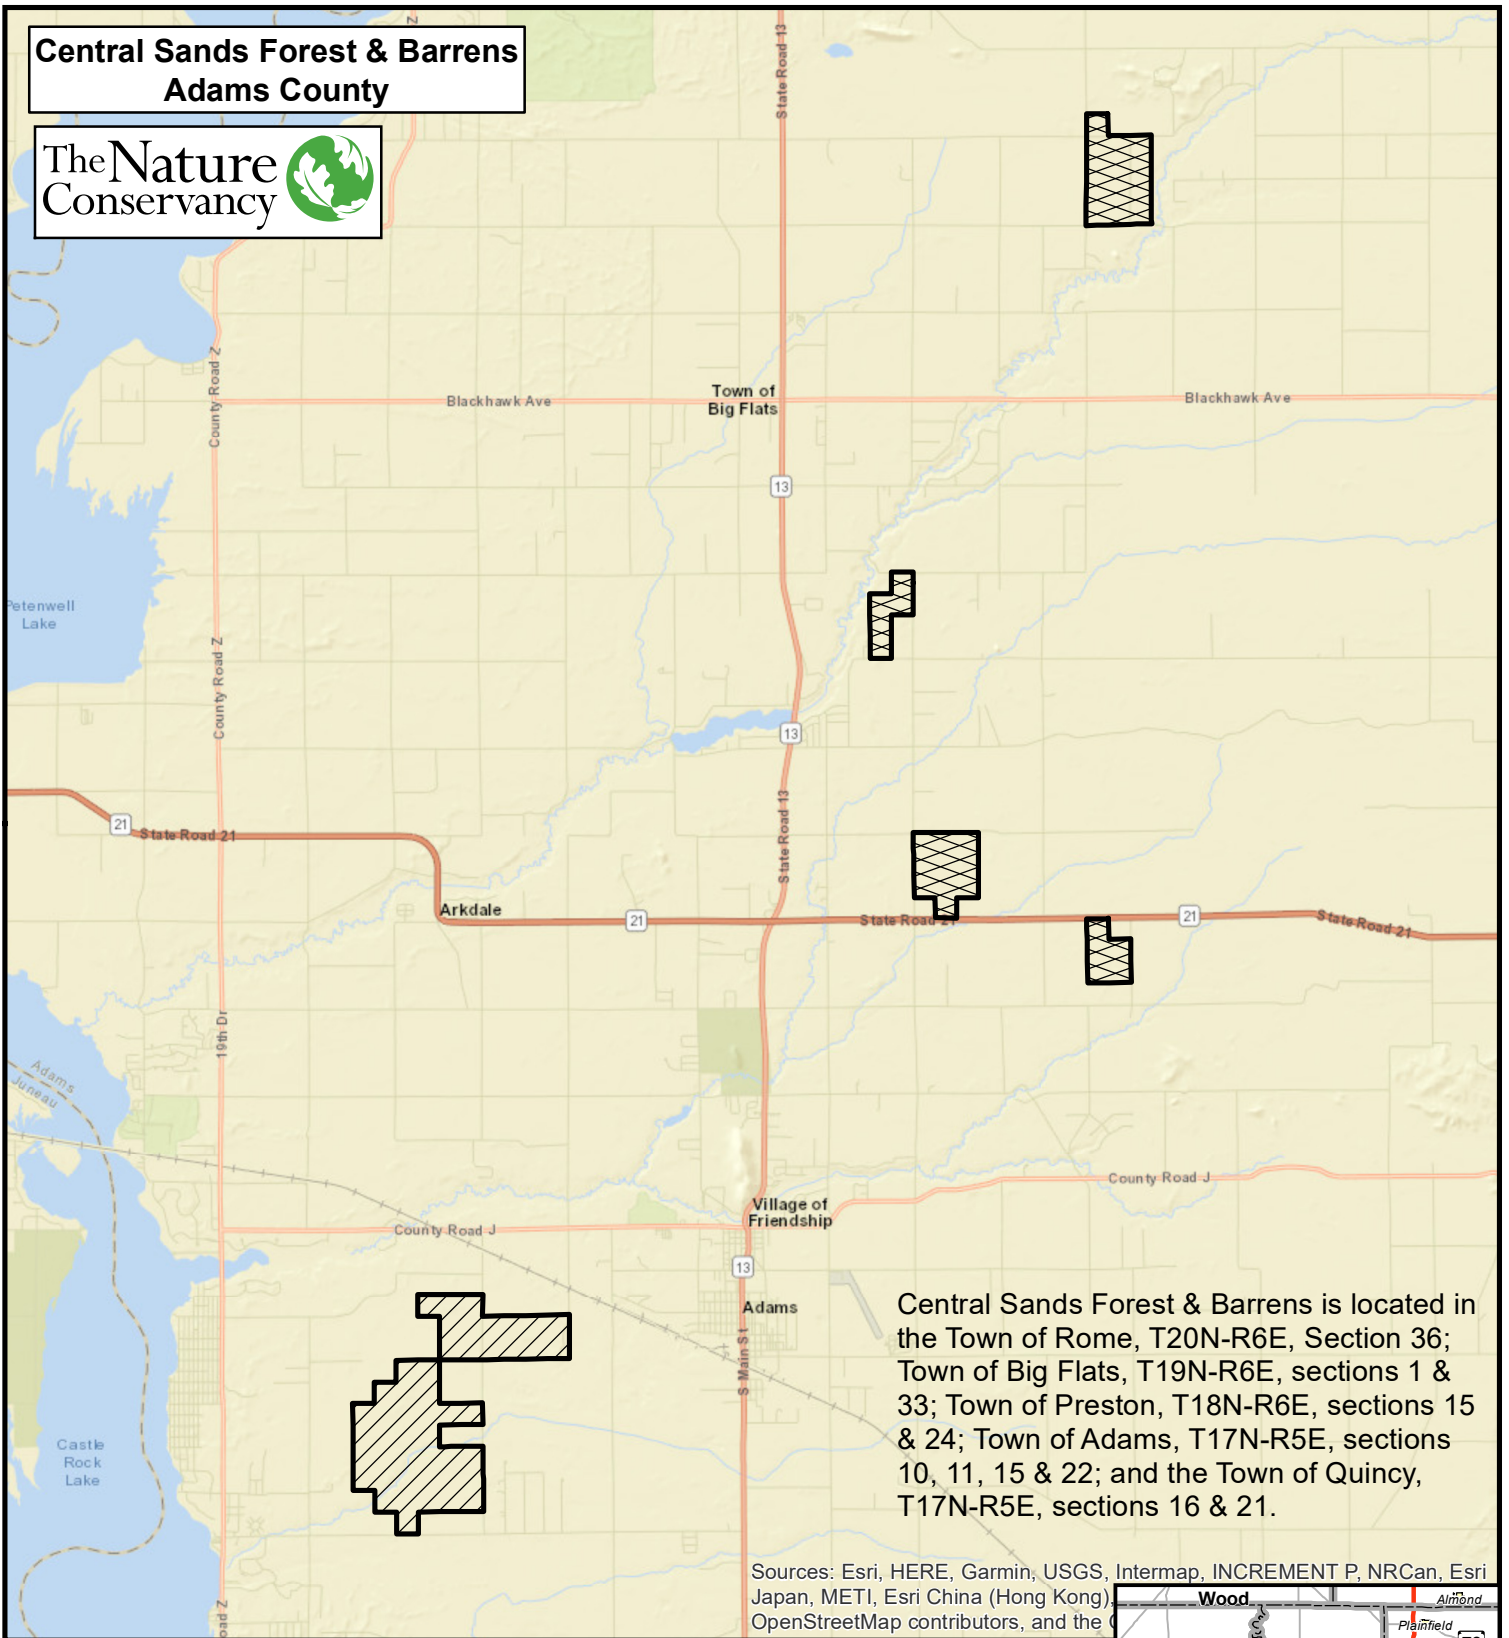 Central Sands Forest & Barrens
Adams County
The Nature
Conservancy
Z
State Road 13
County Road Z
Blackhawk Ave
Town of
Big Flats
Blackhawk Ave
13
Petenwell
Lake
County Road Z
13
State Road 13
21
State Road 21
Arkdale
21
State Road 21
21
State Road 21
19th Dr
Adams
Juneau
County Road J
Village of
Friendship
County Road J
13
Adams
S Main St
Castle
Rock
Lake
Central Sands Forest & Barrens is located in
the Town of Rome, T20N-R6E, Section 36;
Town of Big Flats, T19N-R6E, sections 1 &
33; Town of Preston, T18N-R6E, sections 15
& 24; Town of Adams, T17N-R5E, sections
10, 11, 15 & 22; and the Town of Quincy,
T17N-R5E, sections 16 & 21.
Sources: Esri, HERE, Garmin, USGS, Intermap, INCREMENT P, NRCan, Esri
Japan, METI, Esri China (Hong Kong),
OpenStreetMap contributors, and the
oad Z
Wood
Almond
Plainfield